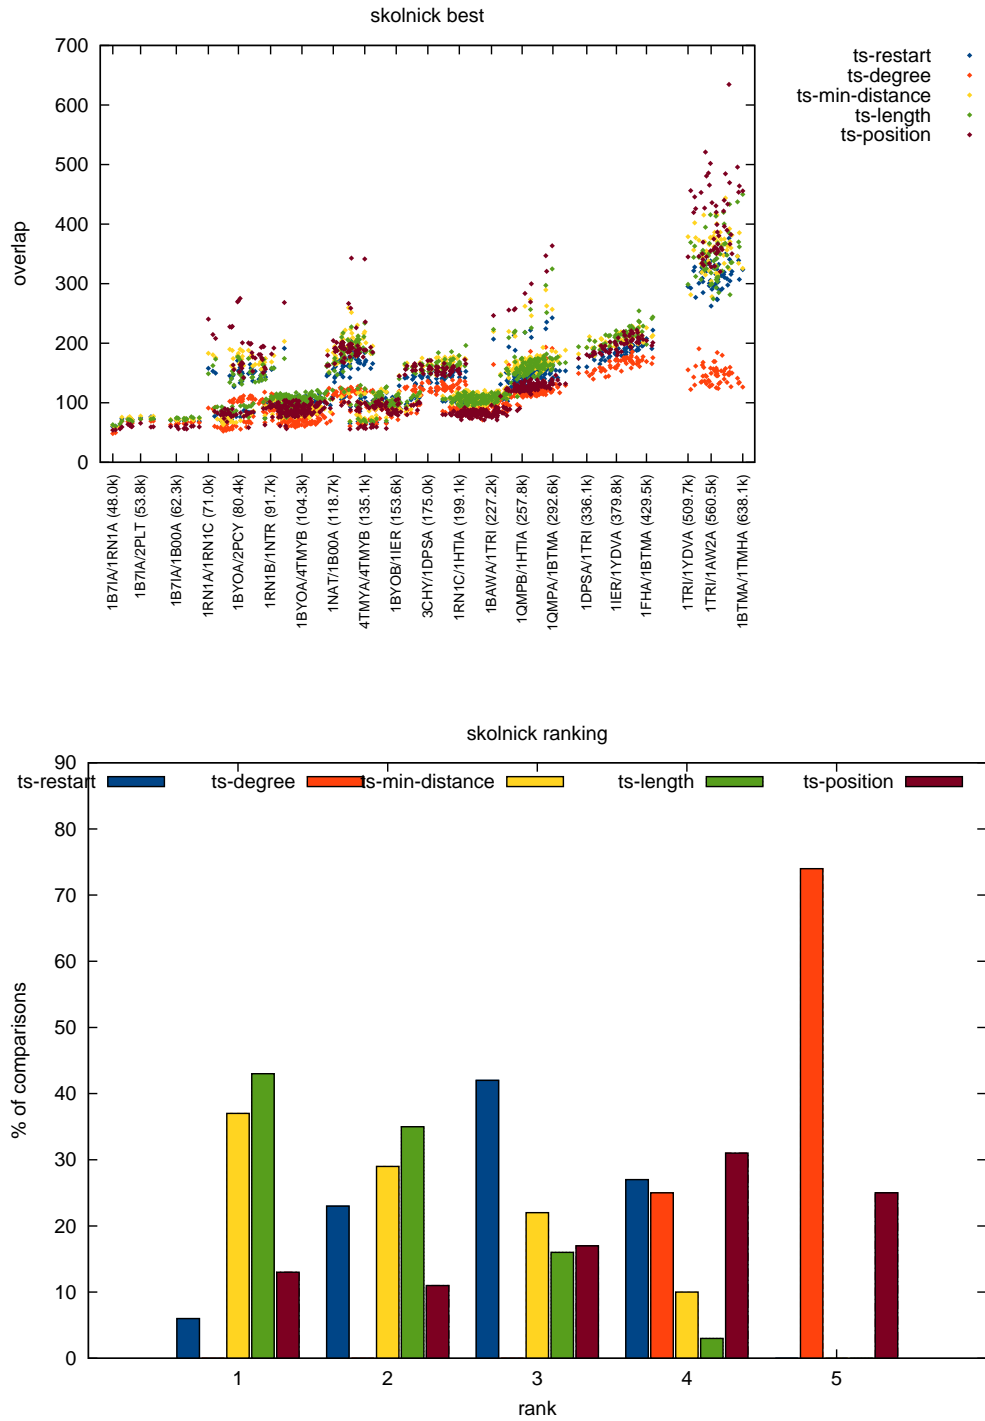 skolnick best
700
600
500
400
300
200
100
0
overlap
ts-restart
ts-degree
ts-min-distance
ts-length
ts-position
1B7IA/1RN1A (48.0k)
1B7IA/2PLT (53.8k)
1B7IA/1B00A (62.3k)
1RN1A/1RN1C (71.0k)
1BYOA/2PCY (80.4k)
1RN1B/1NTR (91.7k)
1BYOA/4TMYB (104.3k)
1NAT/1B00A (118.7k)
4TMYA/4TMYB (135.1k)
1BYOB/1IER (153.6k)
3CHY/1DPSA (175.0k)
1RN1C/1HTIA (199.1k)
1BAWA/1TRI (227.2k)
1QMPB/1HTIA (257.8k)
1QMPA/1BTMA (292.6k)
1DPSA/1TRI (336.1k)
1IER/1YDVA (379.8k)
1FHA/1BTMA (429.5k)
1TRI/1YDVA (509.7k)
1TRI/1AW2A (560.5k)
1BTMA/1TMHA (638.1k)
skolnick ranking
90
80
70
60
50
40
30
20
10
0
% of comparisons
ts-restart
ts-degree
ts-min-distance
ts-length
ts-position
1
2
3
4
5
rank